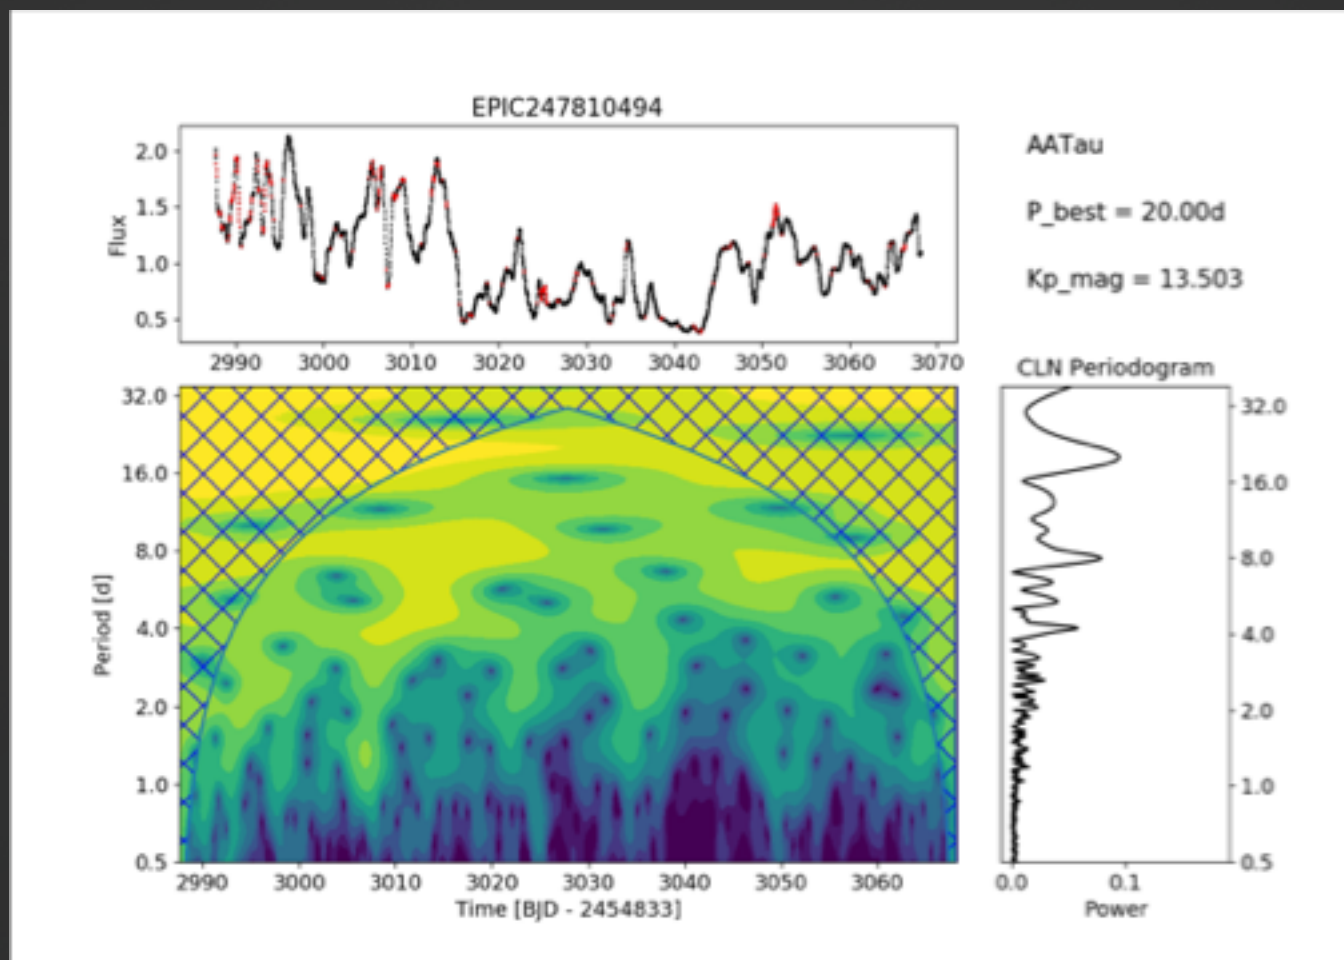 EPIC247810494
AATau
P_best = 20.00d
Kp_mag = 13.503
Flux
2.0
1.5
1.0
0.5
2990 3000 3010 3020 3030 3040 3050 3060 3070
CLN Periodogram
Period [d]
32.0
16.0
8.0
4.0
2.0
1.0
0.5
2990 3000 3010 3020 3030 3040 3050 3060
Time [BJD - 2454833]
32.0
16.0
8.0
4.0
2.0
1.0
0.5
0.0 0.1
Power